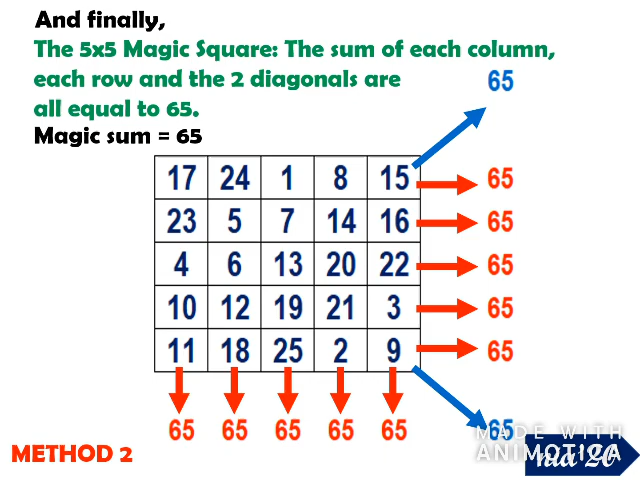 And finally,
The 5x5 Magic Square: The sum of each column,
each row and the 2 diagonals are
all equal to 65.
Magic sum = 65
65
17 24 1 8 15 65
23 5 7 14 16 65
4 6 13 20 22 65
10 12 19 21 3 65
11 18 25 2 9 65
65 65 65 65 65 65
METHOD 2
MADE WITH
ANIMOTICA